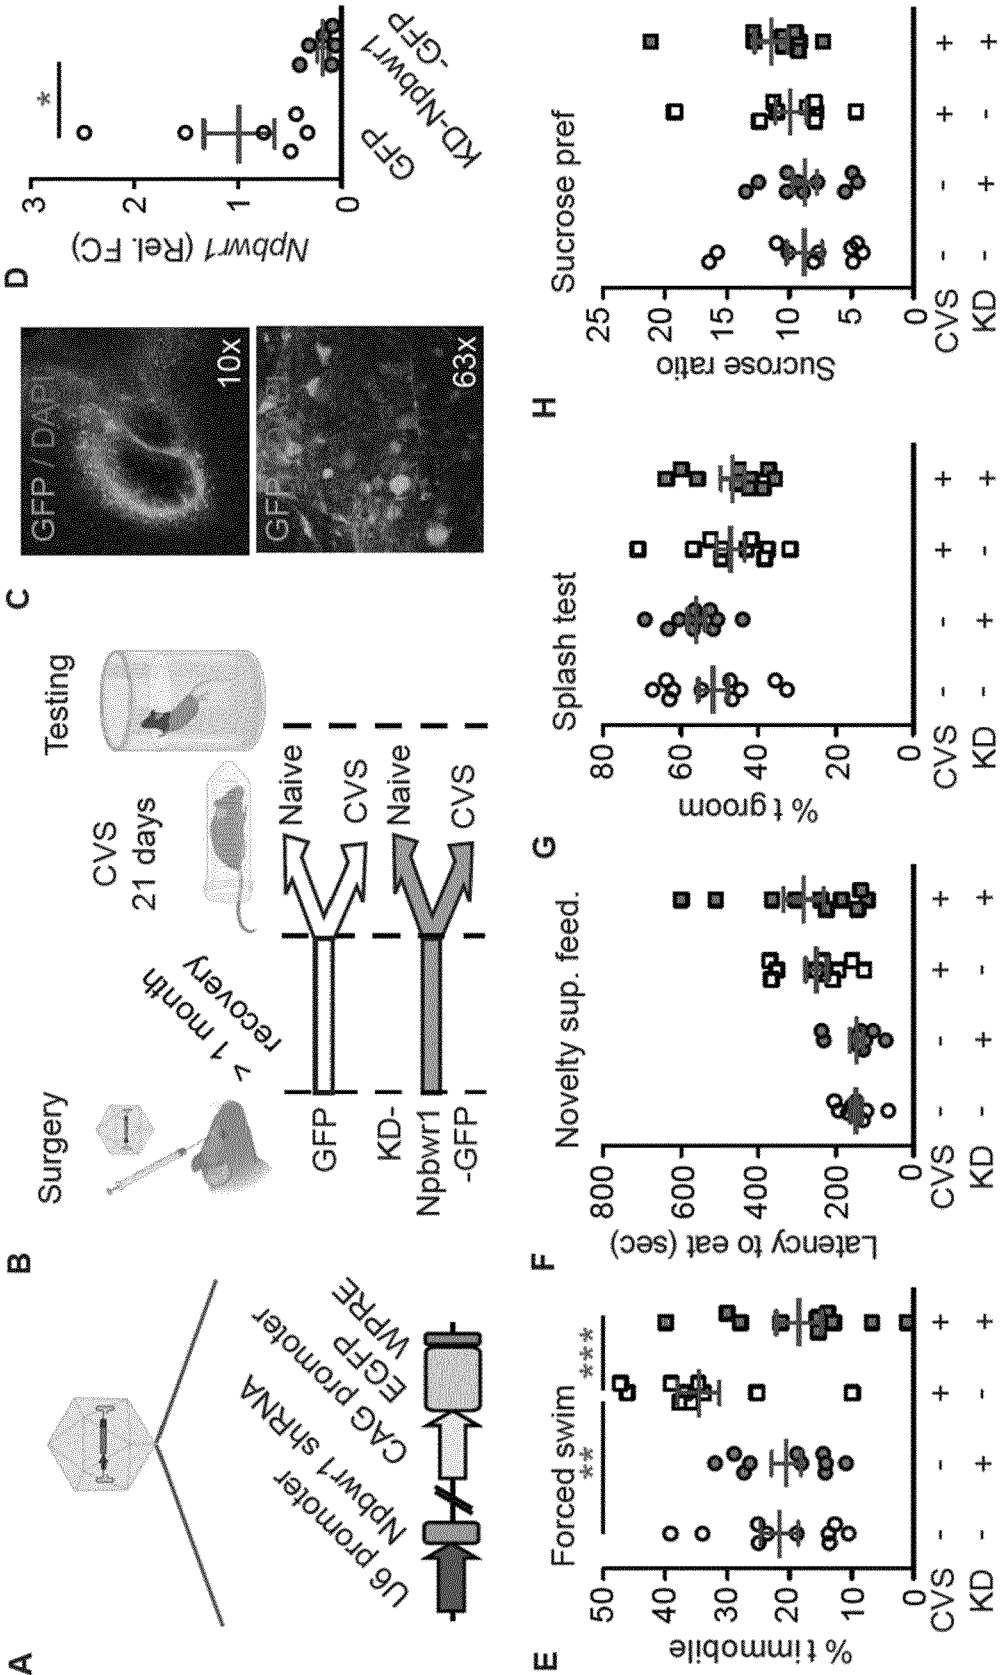 A
U6 promoter
Npbwr1 shRNA
CAG promoter
EGFP
WPRE
B
Surgery
> 1 month
recovery
CVS
21 days
Testing
GFP
Naive
CVS
KD-
Npbwr1
-GFP
Naive
CVS
C
GFP / DAPI
10x
GFP / DAPI
63x
D
Npbwr1 (Rel. FC)
3
2
1
0
*
GFP
KD-Npbwr1
-GFP
E
Forced swim
** ***
% t immobile
50
40
30
20
10
0
CVS - - + +
KD - + - +
F
Novelty sup. feed.
Latency to eat (sec)
800
600
400
200
0
CVS - - + +
KD - + - +
G
Splash test
% t groom
80
60
40
20
0
CVS - - + +
KD - + - +
H
Sucrose pref
Sucrose ratio
25
20
15
10
5
0
CVS - - + +
KD - + - +